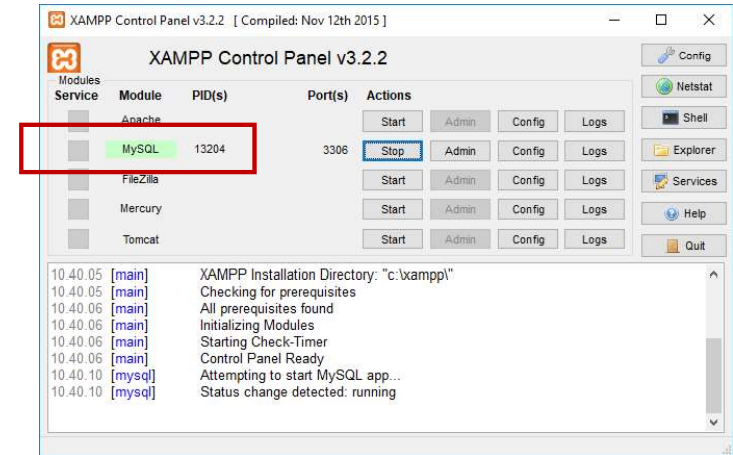 XAMPP Control Panel v3.2.2 [ Compiled: Nov 12th 2015 ]
XAMPP Control Panel v3.2.2
Config
Modules
Service Module PID(s) Port(s) Actions
Netstat
Apache Start Admin Config Logs
Shell
MySQL 13204 3306 Stop Admin Config Logs
Explorer
FileZilla Start Admin Config Logs
Services
Mercury Start Admin Config Logs
Help
Tomcat Start Admin Config Logs
Quit
10.40.05 [main] XAMPP Installation Directory: "c:\xampp\"
10.40.05 [main] Checking for prerequisites
10.40.06 [main] All prerequisites found
10.40.06 [main] Initializing Modules
10.40.06 [main] Starting Check-Timer
10.40.06 [main] Control Panel Ready
10.40.10 [mysql] Attempting to start MySQL app...
10.40.10 [mysql] Status change detected: running